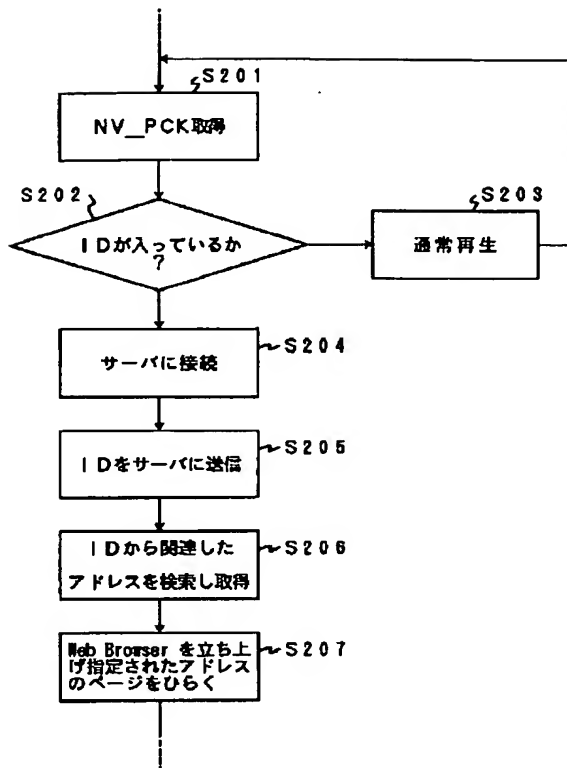 S201
NV_PCK取得
S202
IDが入っているか
?
S203
通常再生
サーバに接続
S204
IDをサーバに送信
S205
IDから関連した
アドレスを検索し取得
S206
Web Browser を立ち上
げ指定されたアドレス
のページをひらく
S207